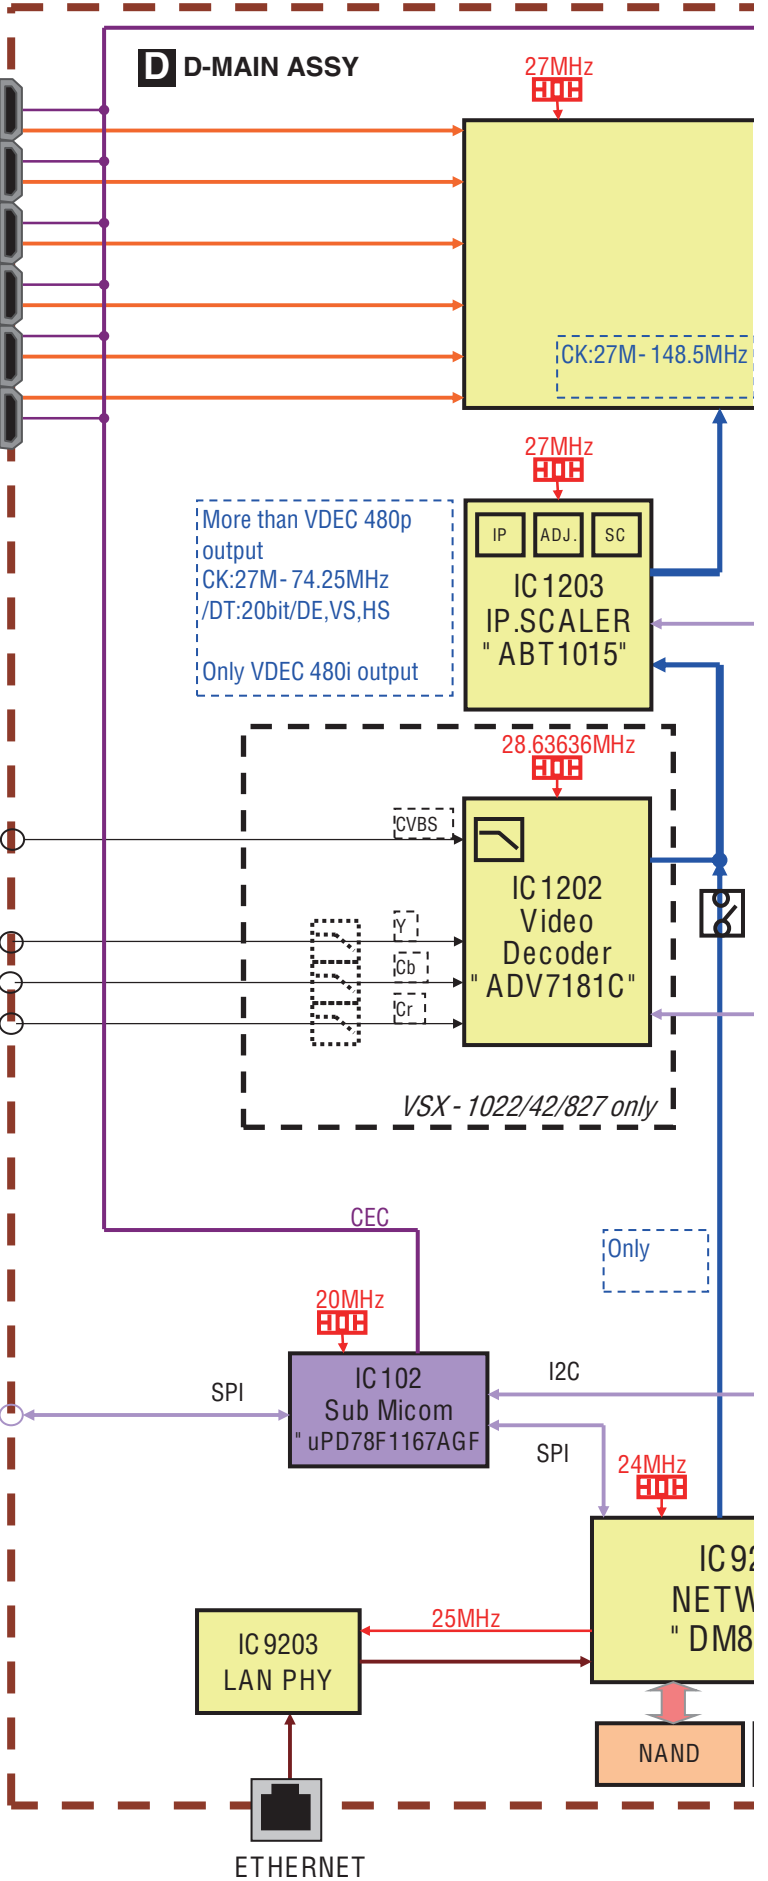 D D-MAIN ASSY
27MHz
CK:27M- 148.5MHz
27MHz
More than VDEC 480p
output
CK:27M- 74.25MHz
/DT:20bit/DE,VS,HS
Only VDEC 480i output
IP ADJ. SC
IC1203
IP.SCALER
"ABT1015"
28.63636MHz
CVBS
IC1202
Video
Decoder
"ADV7181C"
Y
Cb
Cr
VSX - 1022/42/827 only
CEC
Only
20MHz
IC102
Sub Micom
"uPD78F1167AGF
SPI
I2C
SPI
24MHz
IC92
NETW
"DM8
25MHz
IC9203
LAN PHY
NAND
ETHERNET